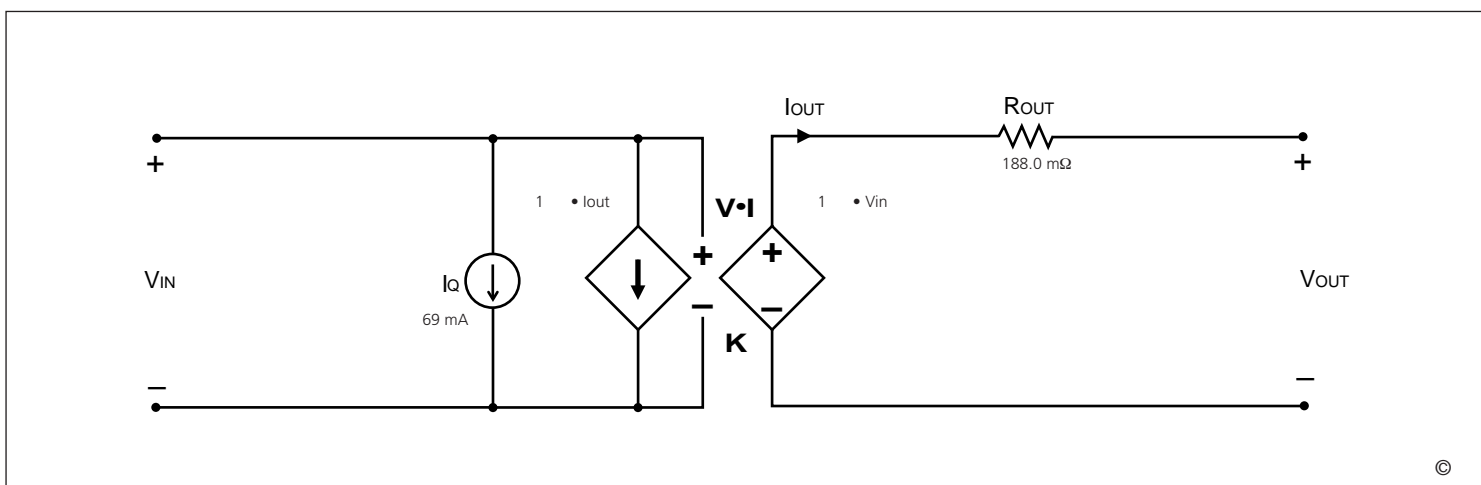 IOUT
ROUT
+
188.0 mΩ
+
1 • Iout
V•I
1 • Vin
+
+
VIN
IQ
VOUT
69 mA
−
−
K
−
−
©